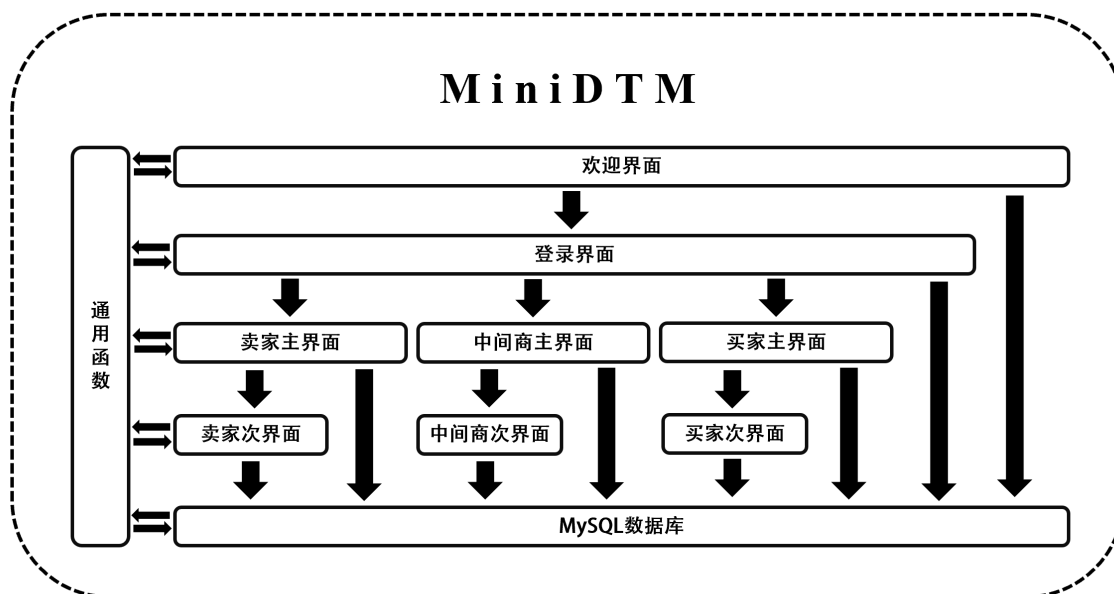 MiniDTM
欢迎界面
登录界面
通用函数
卖家主界面
中间商主界面
买家主界面
卖家次界面
中间商次界面
买家次界面
MySQL数据库